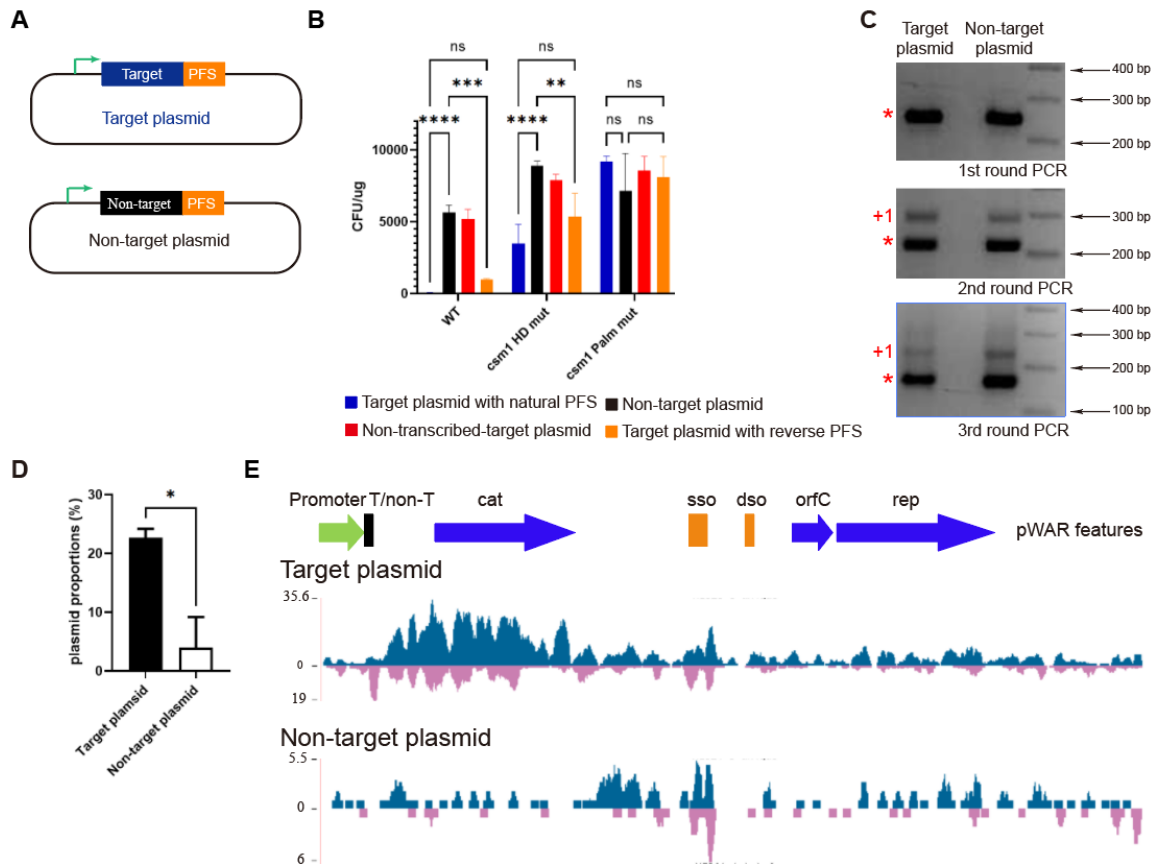 A
Target
PFS
Target plasmid
Non-target
PFS
Non-target plasmid
B
ns
ns
***
**
ns
****
****
ns
ns
10000
5000
0
CFU/ug
WT
csm1 HD mut
csm1 Palm mut
Target plasmid with natural PFS
Non-target plasmid
Non-transcribed-target plasmid
Target plasmid with reverse PFS
C
Target plasmid
Non-target plasmid
400 bp
*
300 bp
200 bp
1st round PCR
+1
300 bp
*
200 bp
2nd round PCR
400 bp
300 bp
+1
200 bp
*
100 bp
3rd round PCR
D
30
*
20
10
0
plasmid proportions (%)
Target plamsid
Non-target plasmid
E
Promoter
T/non-T
cat
sso
dso
orfC
rep
pWAR features
Target plasmid
35.6
0
19
Non-target plasmid
5.5
0
6